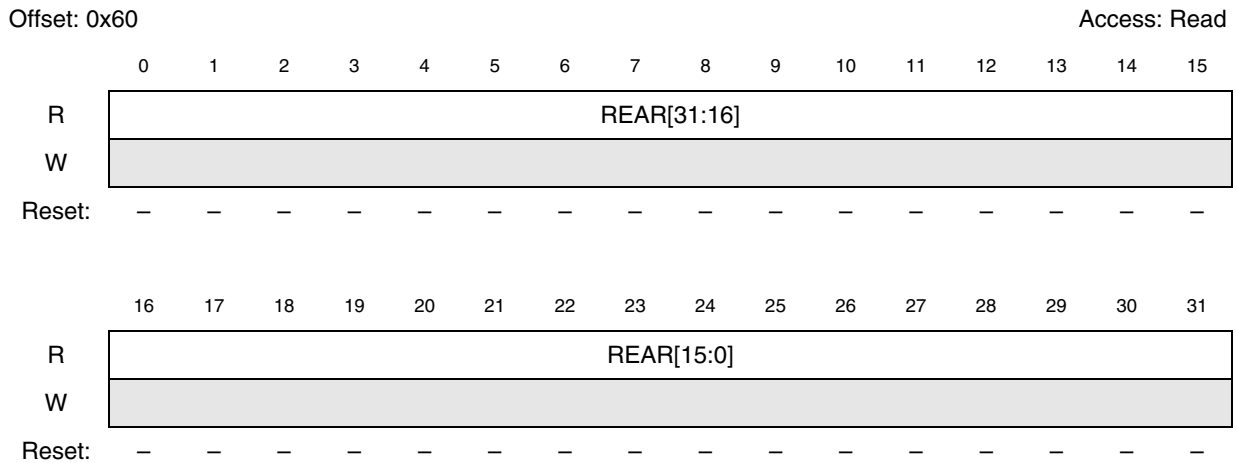 Offset: 0x60 Access: Read
0 1 2 3 4 5 6 7 8 9 10 11 12 13 14 15
R REAR[31:16]
W
Reset: – – – – – – – – – – – – – – – –
16 17 18 19 20 21 22 23 24 25 26 27 28 29 30 31
R REAR[15:0]
W
Reset: – – – – – – – – – – – – – – – –